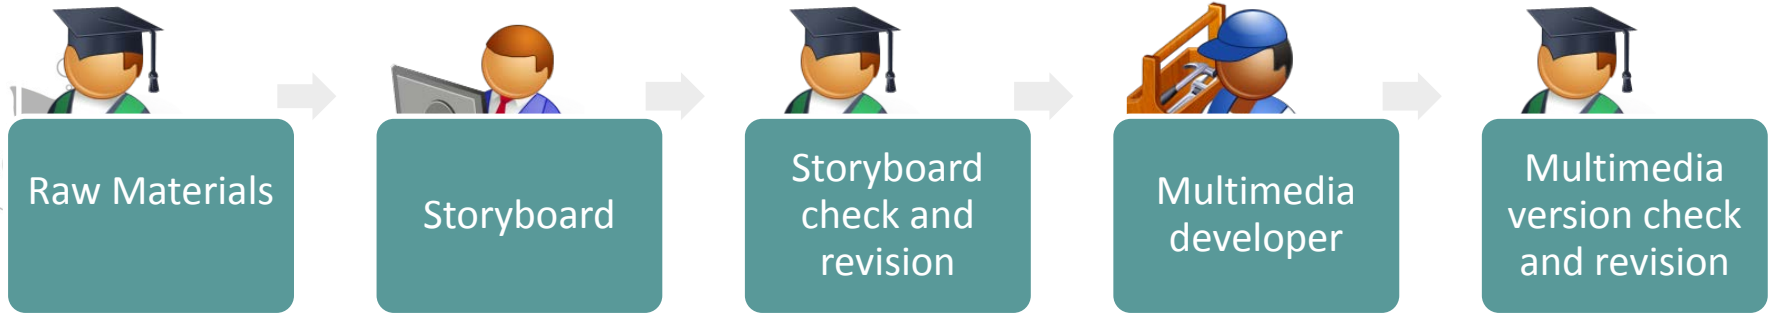 Raw Materials
Storyboard
Storyboard
check and
revision
Multimedia
developer
Multimedia
version check
and revision